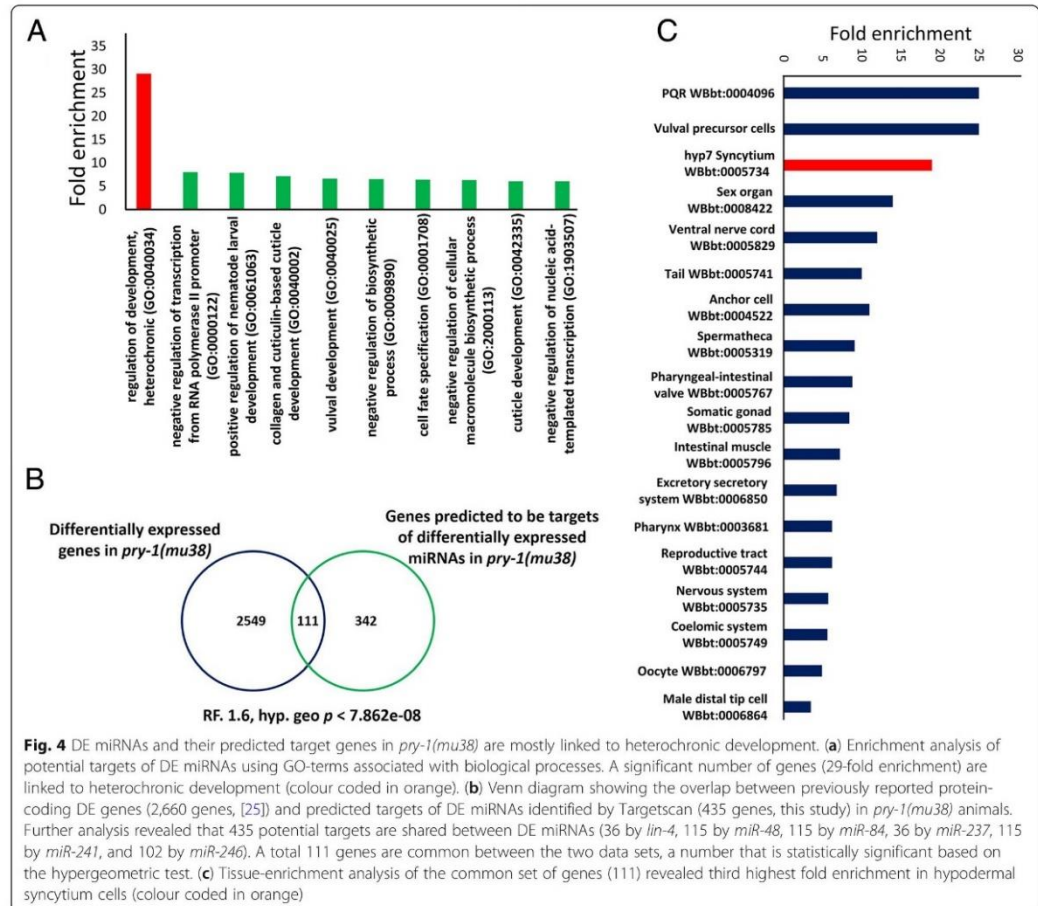 A
Fold enrichment
35
30
25
20
15
10
5
0
regulation of development,
heterochronic (GO:0040034)
negative regulation of transcription
from RNA polymerase II promoter
(GO:0000122)
positive regulation of nematode larval
development (GO:0061063)
collagen and cuticulin-based cuticle
development (GO:0040002)
vulval development (GO:0040025)
negative regulation of biosynthetic
process (GO:0009890)
cell fate specification (GO:0001708)
negative regulation of cellular
macromolecule biosynthetic process
(GO:2000113)
cuticle development (GO:0042335)
negative regulation of nucleic acid-
templated transcription (GO:1903507)
B
Differentially expressed
genes in pry-1(mu38)
Genes predicted to be targets
of differentially expressed
miRNAs in pry-1(mu38)
2549
111
342
RF. 1.6, hyp. geo p < 7.862e-08
C
Fold enrichment
0
5
10
15
20
25
30
PQR WBbt:0004096
Vulval precursor cells
hyp7 Syncytium
WBbt:0005734
Sex organ
WBbt:0008422
Ventral nerve cord
WBbt:0005829
Tail WBbt:0005741
Anchor cell
WBbt:0004522
Spermatheca
WBbt:0005319
Pharyngeal-intestinal
valve WBbt:0005767
Somatic gonad
WBbt:0005785
Intestinal muscle
WBbt:0005796
Excretory secretory
system WBbt:0006850
Pharynx WBbt:0003681
Reproductive tract
WBbt:0005744
Nervous system
WBbt:0005735
Coelomic system
WBbt:0005749
Oocyte WBbt:0006797
Male distal tip cell
WBbt:0006864
Fig. 4 DE miRNAs and their predicted target genes in pry-1(mu38) are mostly linked to heterochronic development. (a) Enrichment analysis of
potential targets of DE miRNAs using GO-terms associated with biological processes. A significant number of genes (29-fold enrichment) are
linked to heterochronic development (colour coded in orange). (b) Venn diagram showing the overlap between previously reported protein-
coding DE genes (2,660 genes, [25]) and predicted targets of DE miRNAs identified by Targetscan (435 genes, this study) in pry-1(mu38) animals.
Further analysis revealed that 435 potential targets are shared between DE miRNAs (36 by lin-4, 115 by miR-48, 115 by miR-84, 36 by miR-237, 115
by miR-241, and 102 by miR-246). A total 111 genes are common between the two data sets, a number that is statistically significant based on
the hypergeometric test. (c) Tissue-enrichment analysis of the common set of genes (111) revealed third highest fold enrichment in hypodermal
syncytium cells (colour coded in orange)